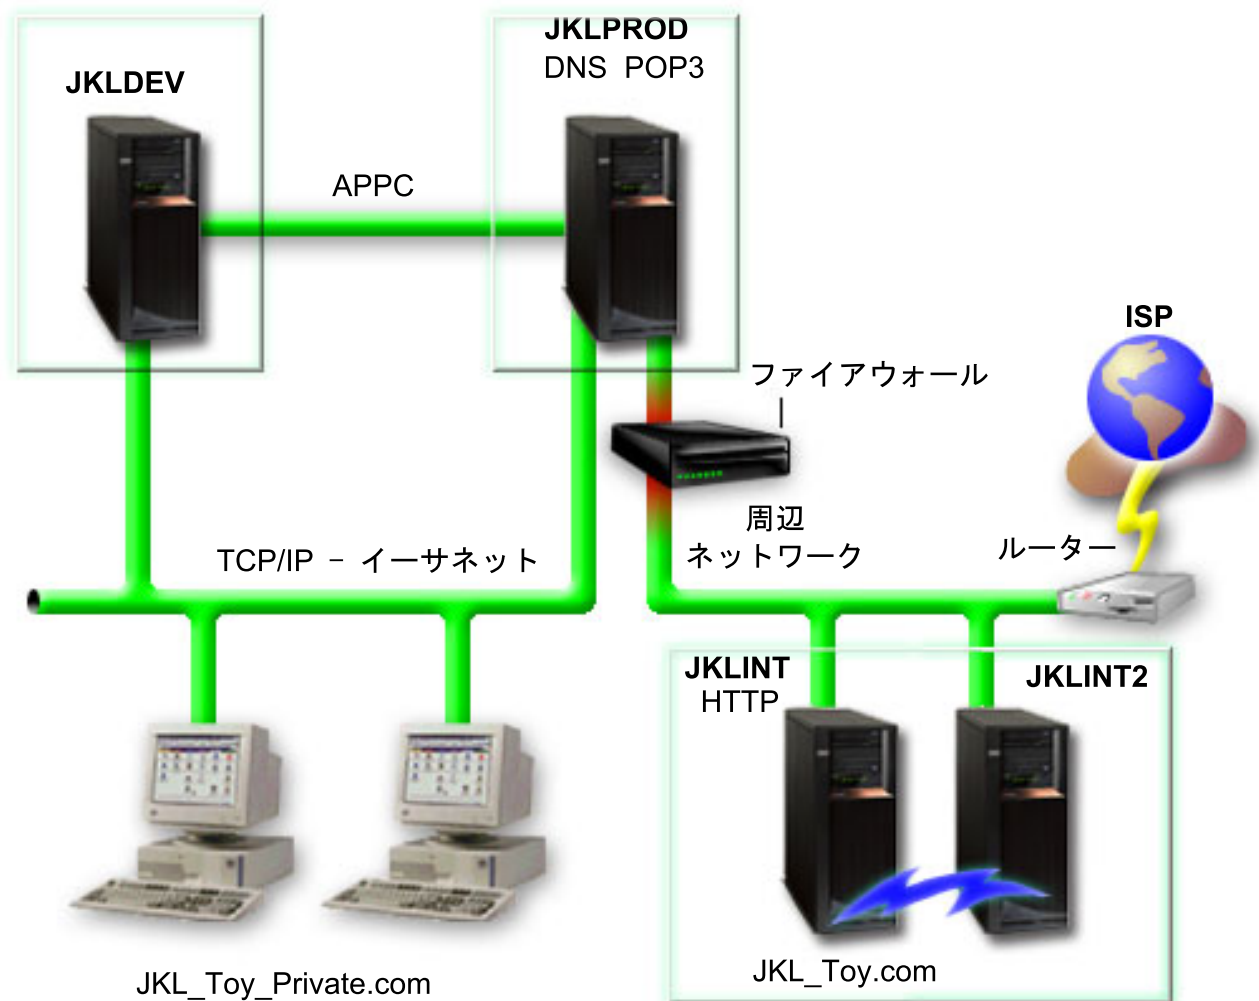 JKLPROD
DNS POP3
JKLDEV
APPC
ISP
ファイアウォール
周辺
ネットワーク
ルーター
TCP/IP － イーサネット
JKLINT
HTTP
JKLINT2
JKL_Toy.com
JKL_Toy_Private.com